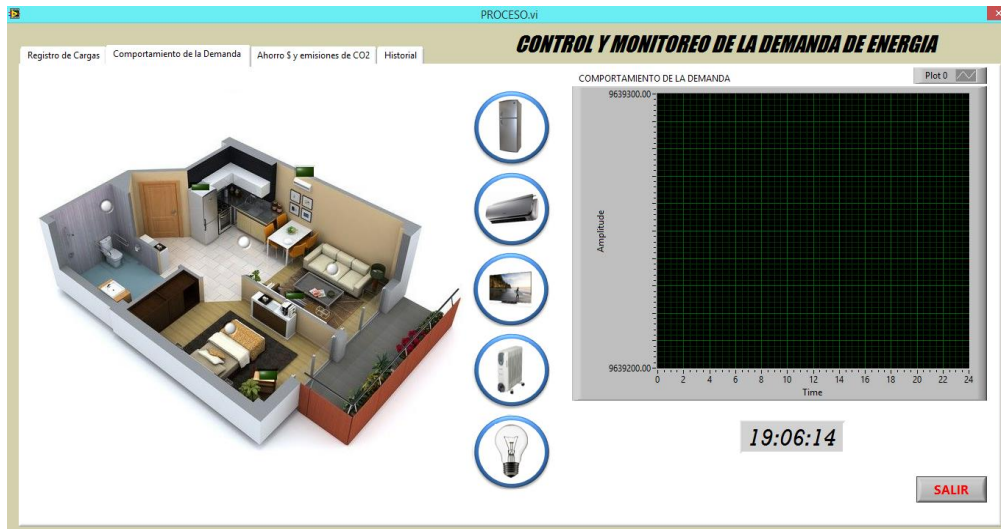 PROCESO.vi
CONTROL Y MONITOREO DE LA DEMANDA DE ENERGIA
Registro de Cargas
Comportamiento de la Demanda
Ahorro $ y emisiones de CO2
Historial
COMPORTAMIENTO DE LA DEMANDA
Plot 0
9639300.00
Amplitude
9639200.00
0 2 4 6 8 10 12 14 16 18 20 22 24
Time
19:06:14
SALIR